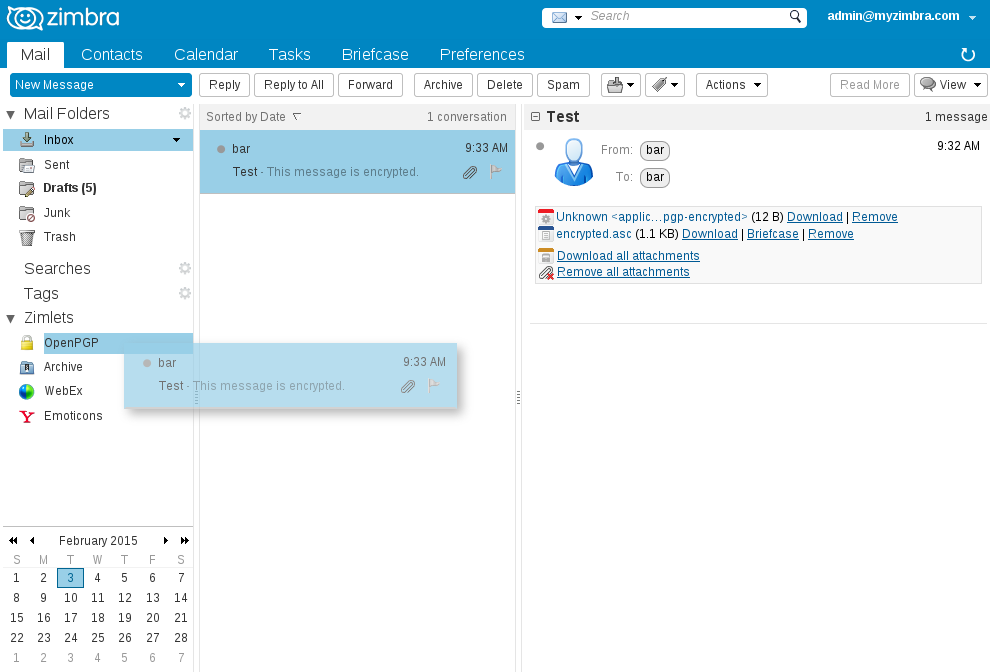 zimbra
Search
admin@myzimbra.com
Mail Contacts Calendar Tasks Briefcase Preferences
New Message Reply Reply to All Forward Archive Delete Spam Actions Read More View
Mail Folders
Inbox
Sent
Drafts (5)
Junk
Trash
Searches
Tags
Zimlets
OpenPGP
Archive
WebEx
Emoticons
February 2015
S M T W T F S
1 2 3 4 5 6 7
8 9 10 11 12 13 14
15 16 17 18 19 20 21
22 23 24 25 26 27 28
1 2 3 4 5 6 7
Sorted by Date 1 conversation
bar 9:33 AM
Test - This message is encrypted.
bar 9:33 AM
Test - This message is encrypted.
Test 1 message
From: bar 9:32 AM
To: bar
Unknown <applic…pgp-encrypted> (12 B) Download | Remove
encrypted.asc (1.1 KB) Download | Briefcase | Remove
Download all attachments
Remove all attachments